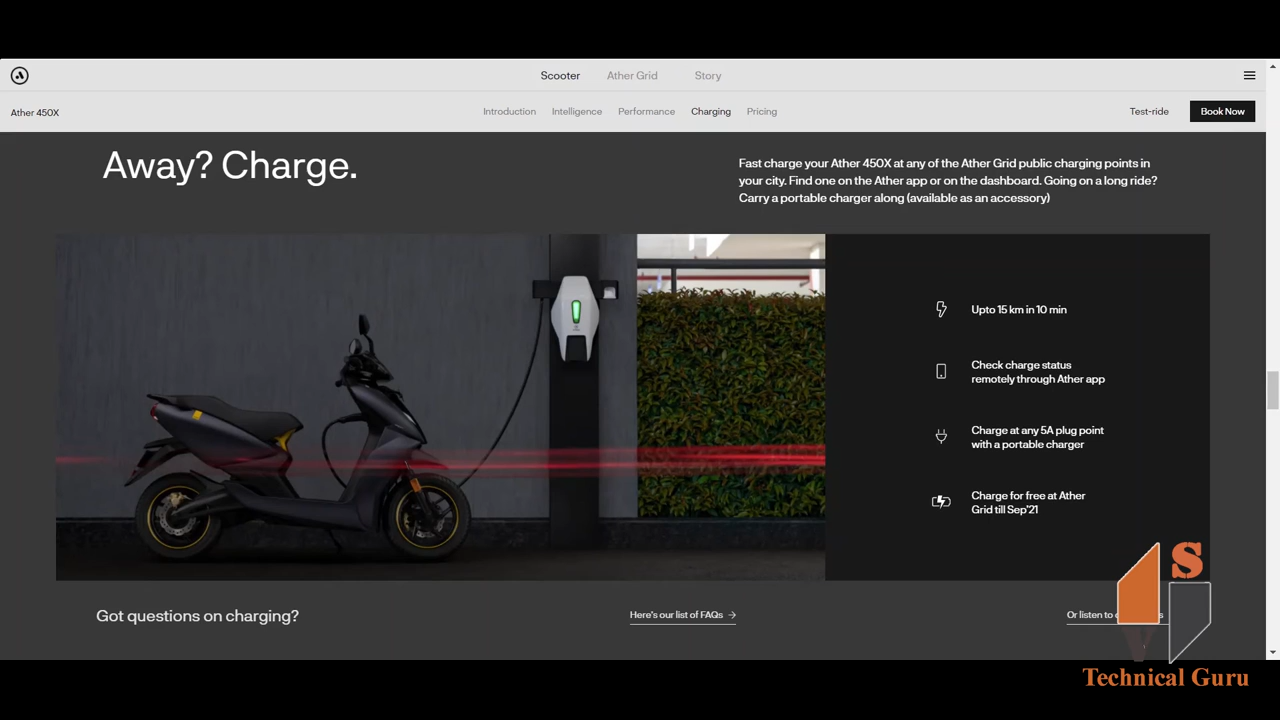 Scooter Ather Grid Story
Ather 450X Introduction Intelligence Performance Charging Pricing Test-ride Book Now
Away? Charge.
Fast charge your Ather 450X at any of the Ather Grid public charging points in
your city. Find one on the Ather app or on the dashboard. Going on a long ride?
Carry a portable charger along (available as an accessory)
Upto 15 km in 10 min
Check charge status
remotely through Ather app
Charge at any 5A plug point
with a portable charger
Charge for free at Ather
Grid till Sep'21
Got questions on charging? Here's our list of FAQs → Or listen to
S
Technical Guru